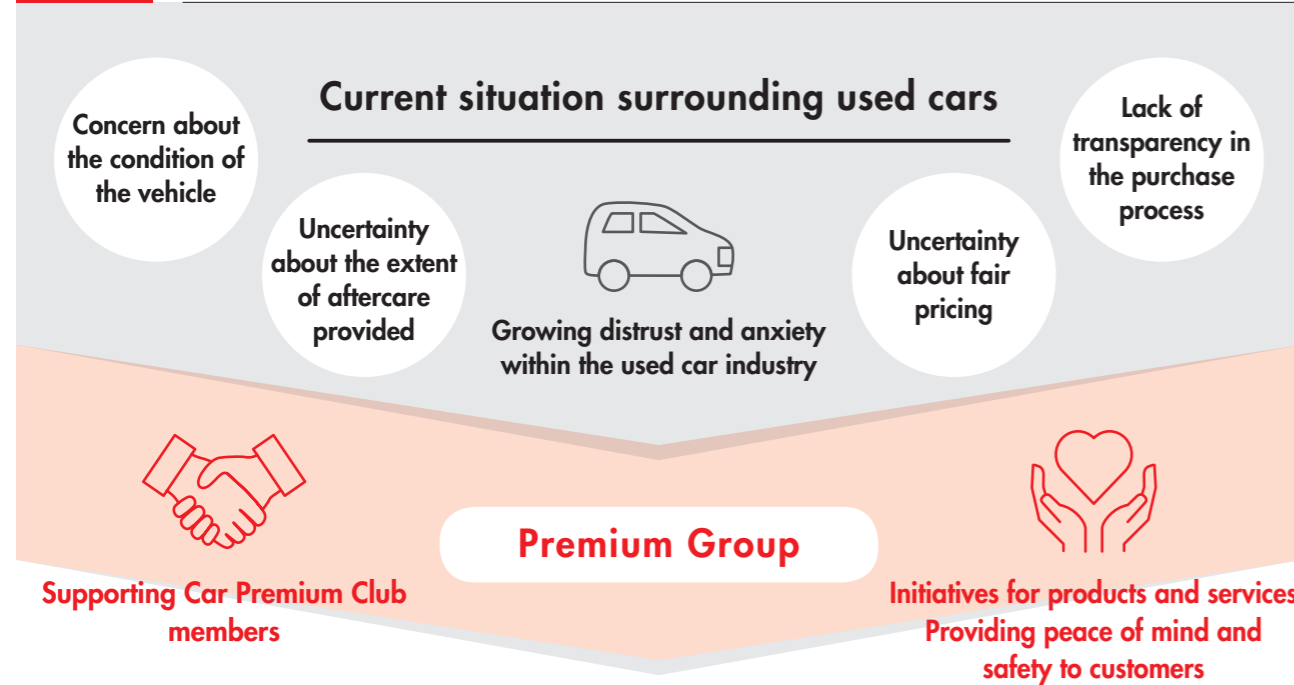 Current situation surrounding used cars
Concern about
the condition of
the vehicle
Uncertainty
about the extent
of aftercare
provided
Growing distrust and anxiety
within the used car industry
Uncertainty
about fair
pricing
Lack of
transparency in
the purchase
process
Premium Group
Supporting Car Premium Club
members
Initiatives for products and services
Providing peace of mind and
safety to customers